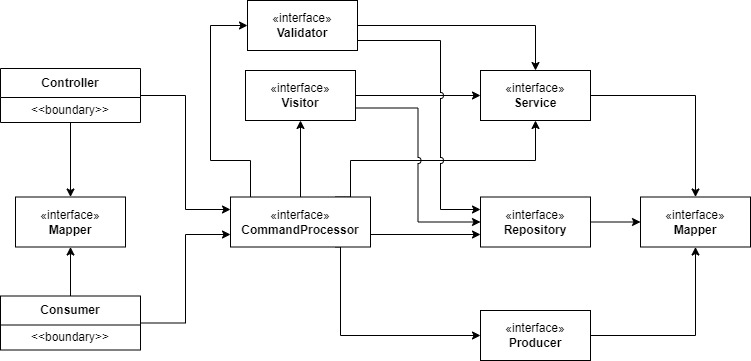 «interface»
Validator
Controller
<<boundary>>
«interface»
Visitor
«interface»
Service
«interface»
Mapper
«interface»
CommandProcessor
«interface»
Repository
«interface»
Mapper
Consumer
<<boundary>>
«interface»
Producer